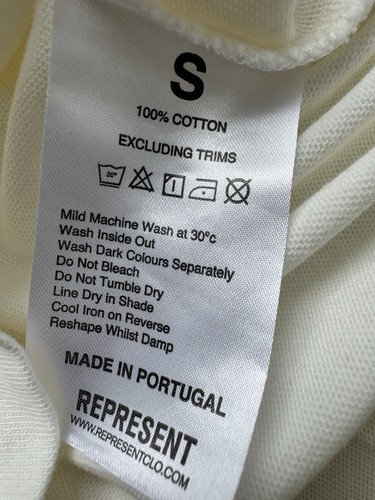 S
100% COTTON
EXCLUDING TRIMS
30°
Mild Machine Wash at 30ºc
Wash Inside Out
Wash Dark Colours Separately
Do Not Bleach
Do Not Tumble Dry
Line Dry in Shade
Cool Iron on Reverse
Reshape Whilst Damp
MADE IN PORTUGAL
REPRESENT
WWW.REPRESENTCLO.COM